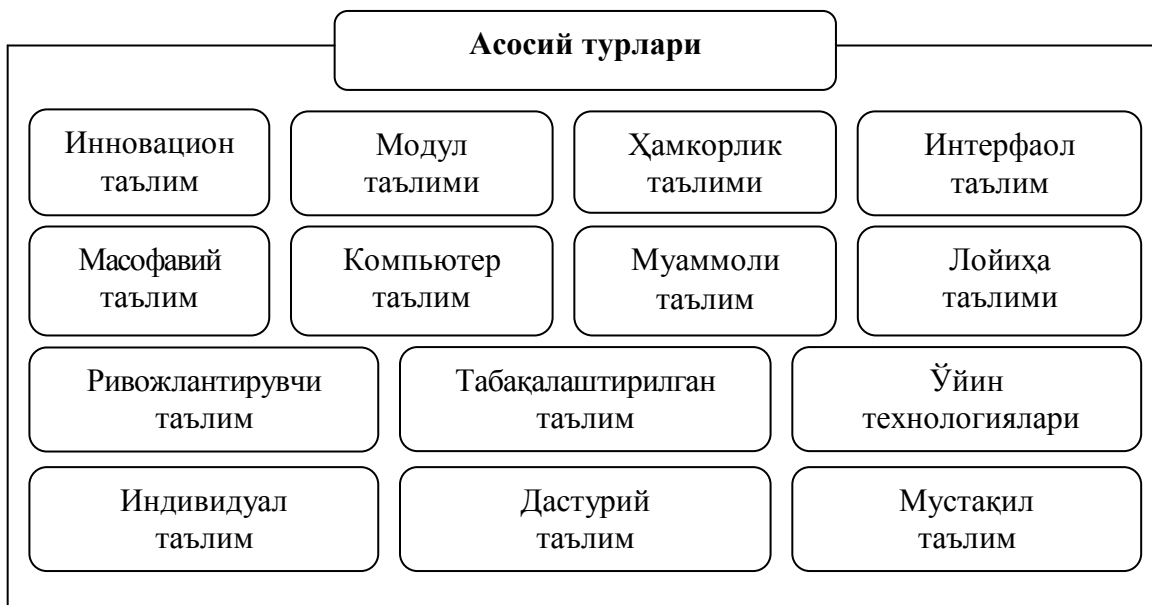 Асосий турлари
Инновацион
таълим
Модул
таълими
Ҳамкорлик
таълими
Интерфаол
таълим
Масофавий
таълим
Компьютер
таълим
Муаммоли
таълим
Лойиҳа
таълими
Ривожлантирувчи
таълим
Табақалаштирилган
таълим
Ўйин
технологиялари
Индивидуал
таълим
Дастурий
таълим
Мустақил
таълим